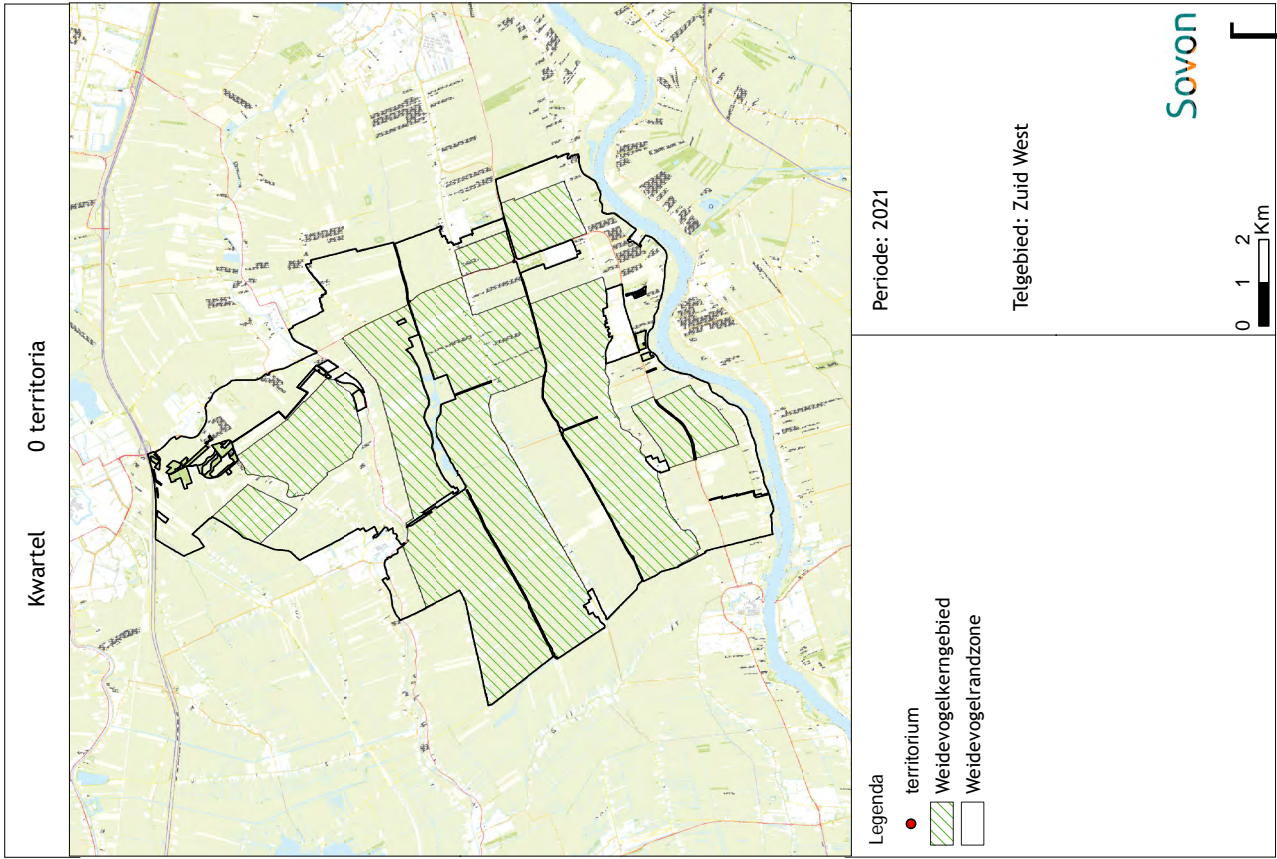 Kwartel 0 territoria
Legenda
territorium
Weidevogelkerngebied
Weidevogelrandzone
Periode: 2021
Telgebied: Zuid West
0 1 2
Km
Sovon